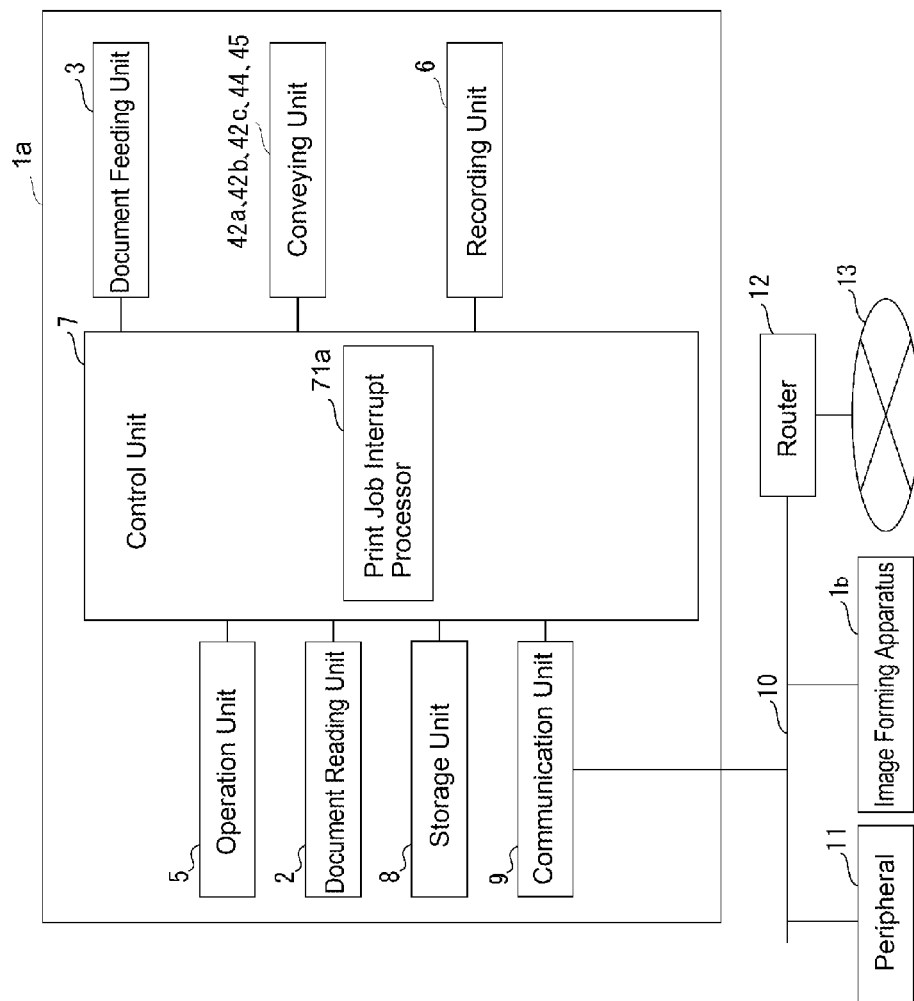 1a
5
Operation Unit
2
Document Reading Unit
8
Storage Unit
9
Communication Unit
7
Control Unit
71a
Print Job Interrupt
Processor
3
Document Feeding Unit
42a、42b、42c、44、45
Conveying Unit
6
Recording Unit
10
11
Peripheral
1b
Image Forming Apparatus
12
Router
13